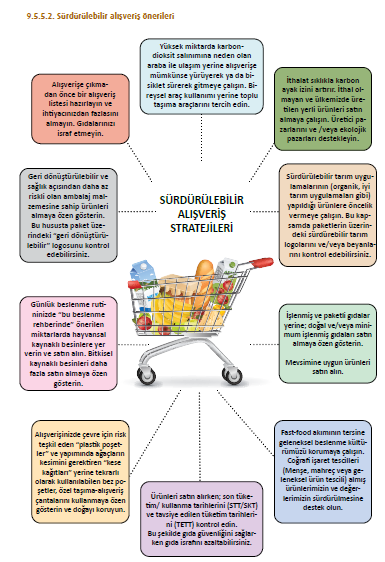 9.5.5.2. Sürdürülebilir alışveriş önerileri
Yüksek miktarda karbon-
dioksit salınımına neden olan
araba ile ulaşım yerine alışverişe
mümkünse yürüyerek ya da bi-
siklet sürerek gitmeye çalışın. Bi-
reysel araç kullanımı yerine toplu
taşıma araçlarını tercih edin.
Alışverişe çıkma-
dan önce bir alışveriş
listesi hazırlayın ve
ihtiyacınızdan fazlasını
almayın. Gıdalarınızı
israf etmeyin.
İthalat sıklıkla karbon
ayak izini artırır. İthal ol-
mayan ve ülkemizde üre-
tilen yerli ürünleri satın
almaya çalışın. Üretici pa-
zarlarını ve /veya ekolojik
pazarları destekleyin.
Geri dönüştürülebilir ve
sağlık açısından daha az
riskli olan ambalaj mal-
zemesine sahip ürünleri
almaya özen gösterin.
Bu hususta paket üze-
rindeki “geri dönüştürü-
lebilir” logosunu kontrol
edebilirsiniz.
SÜRDÜRÜLEBİLİR
ALIŞVERİŞ
STRATEJİLERİ
Sürdürülebilir tarım uygu-
lamalarının (organik, iyi
tarım uygulamaları gibi)
yapıldığı ürünlere öncelik
vermeye çalışın. Bu kap-
samda paketlerin üzerin-
deki sürdürebilir tarım
logolarını ve/veya beyanla-
rını kontrol edebilirsiniz.
Günlük beslenme ruti-
ninizde “bu beslenme
rehberinde” önerilen
miktarlarda hayvansal
kaynaklı besinlere yer
verin ve satın alın. Bitkisel
kaynaklı besinleri daha
fazla satın almaya özen
gösterin.
İşlenmiş ve paketli gıdalar
yerine; doğal ve/veya mini-
mum işlenmiş gıdaları satın
almaya özen gösterin.
Mevsimine uygun ürünleri
satın alın.
Alışverişinizde çevre için risk
teşkil eden “plastik poşet-
ler” ve yapımında ağaçların
kesimini gerektiren “kese
kağıtları” yerine tekrarlı
olarak kullanılabilen bez po-
şetler, özel taşıma-alışveriş
çantalarını kullanmaya özen
gösterin ve doğayı koruyun.
Ürünleri satın alırken; son tüke-
tim/ kullanma tarihlerini (STT/SKT)
ve tavsiye edilen tüketim tarihleri-
ni (TETT) kontrol edin.
Bu şekilde gıda güvenliğini sağlar-
ken gıda israfını azaltabilirsiniz.
Fast-food akımının tersine
geleneksel beslenme kültü-
rümüzü korumaya çalışın.
Coğrafi işaret tescilleri
(Menşe, mahreç veya ge-
leneksel ürün tescili) almış
ürünlerimizin ve değer-
lerimizin sürdürülmesine
destek olun.